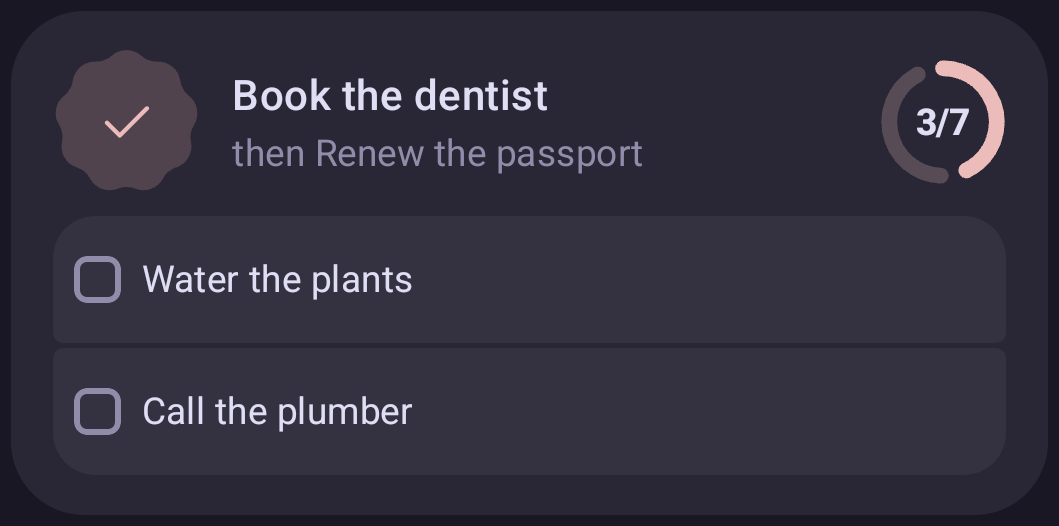 Book the dentist
then Renew the passport
3/7
Water the plants
Call the plumber